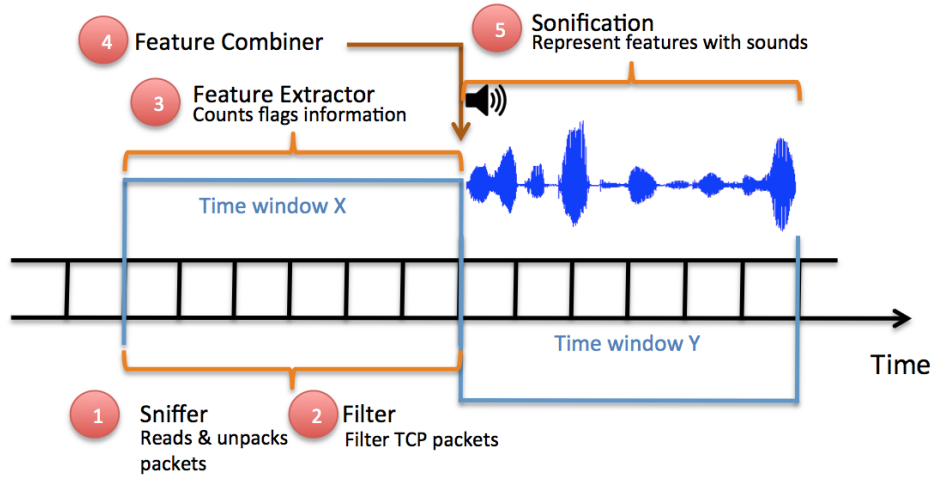 5
Sonification
Represent features with sounds
4
Feature Combiner
3
Feature Extractor
Counts flags information
Time window X
Time window Y
Time
1
Sniffer
Reads & unpacks
packets
2
Filter
Filter TCP packets